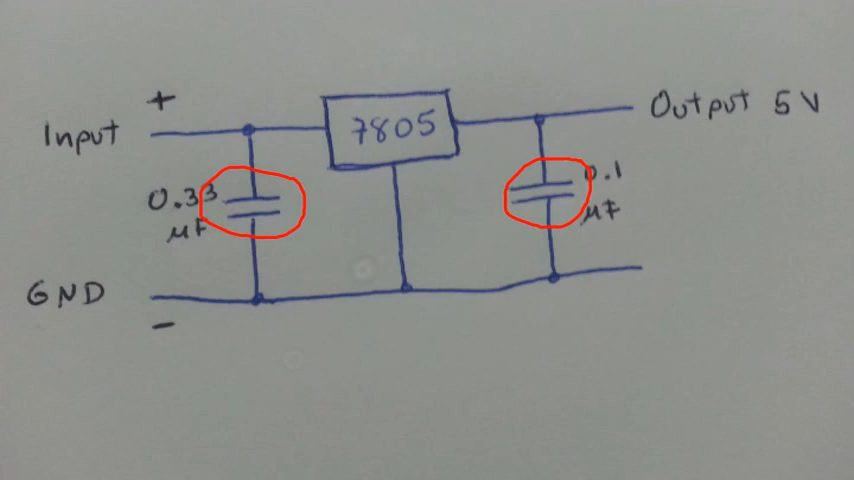 +
Input
7805
Output 5V
0.33
μF
0.1
μF
GND
-